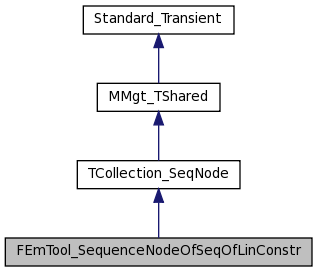 Standard_Transient
MMgt_TShared
TCollection_SeqNode
FEmTool_SequenceNodeOfSeqOfLinConstr